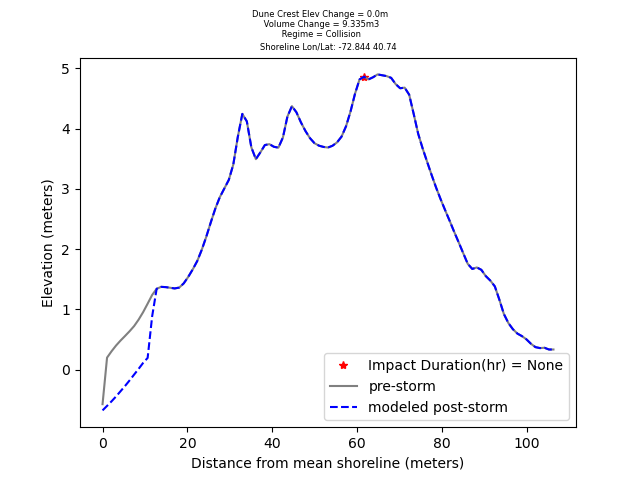 Dune Crest Elev Change = 0.0m
Volume Change = 9.335m3
Regime = Collision
Shoreline Lon/Lat: -72.844 40.74
5
4
3
2
1
0
Elevation (meters)
Impact Duration(hr) = None
pre-storm
modeled post-storm
0 20 40 60 80 100
Distance from mean shoreline (meters)